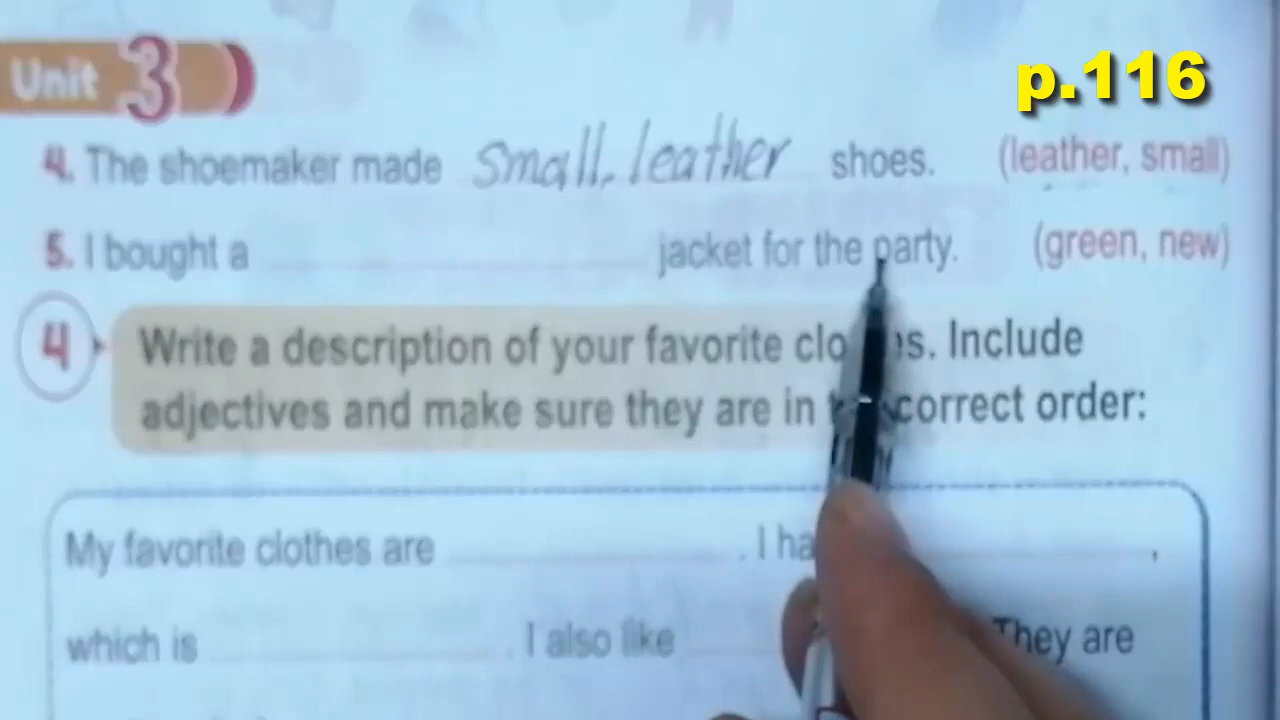 Unit 3
p.116
4. The shoemaker made small, leather shoes. (leather, small)
5. I bought a jacket for the party. (green, new)
4 Write a description of your favorite clo es. Include
adjectives and make sure they are in correct order:
My favorite clothes are . I ha ,
which is . I also like They are